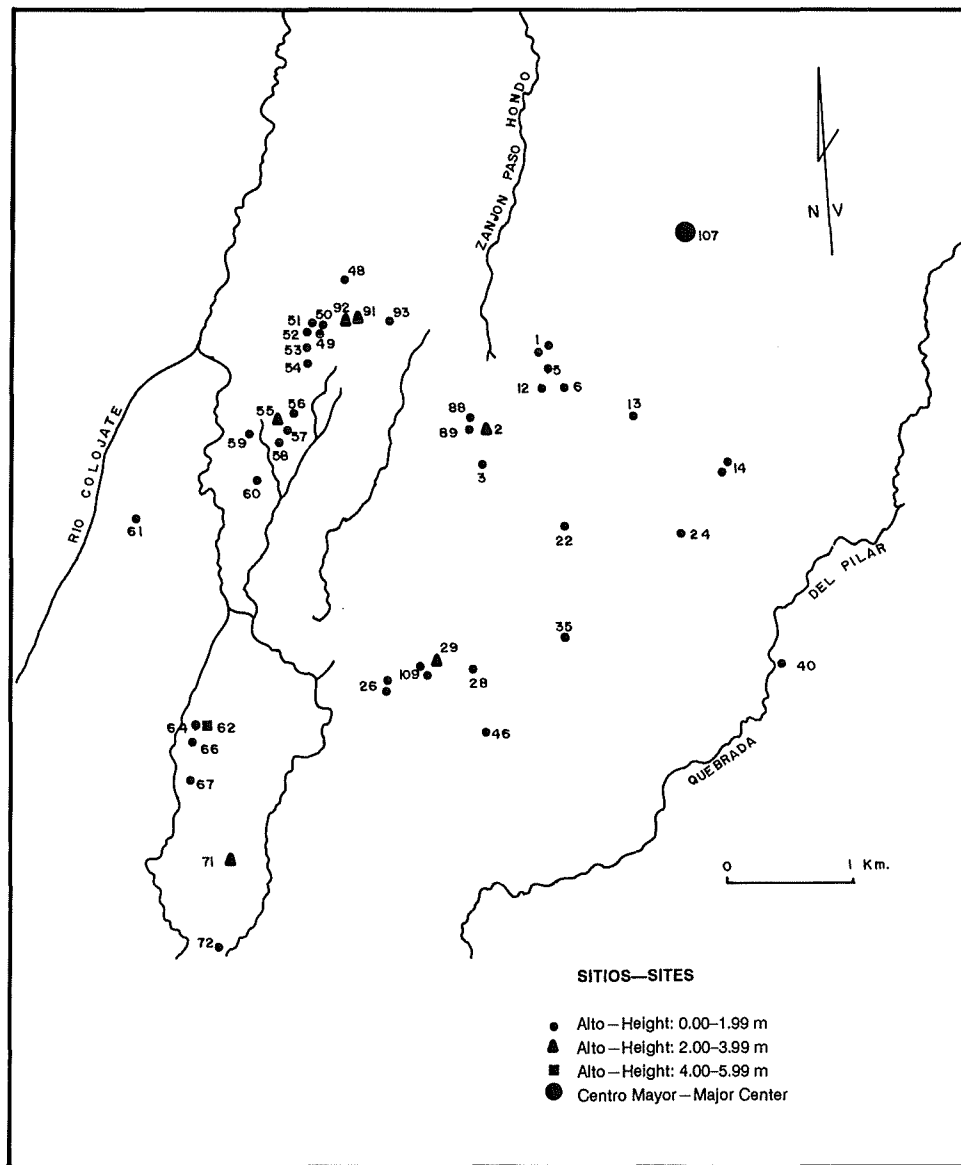 ZANJON PASO HONDO
N V
107
48
92 91 93
51 50
52 49
53
54
1
5
12 6
13
55 56
57
59 58
88
89 2
3
14
60
RIO COLOJATE
61
22
24
DEL PILAR
35
29
109 28
26
40
64 62
66
46
QUEBRADA
67
71
0 1 Km.
72
SITIOS—SITES
Alto—Height: 0.00–1.99 m
Alto—Height: 2.00–3.99 m
Alto—Height: 4.00–5.99 m
Centro Mayor—Major Center